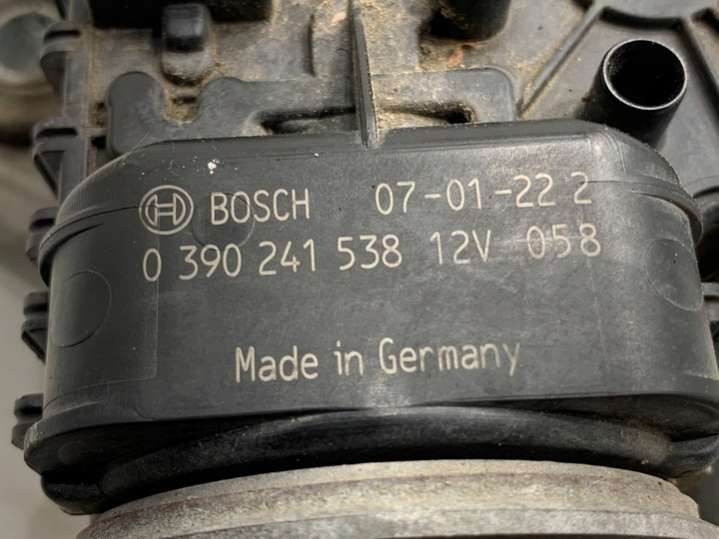 BOSCH 07-01-22 2
0 390 241 538 12V 058
Made in Germany